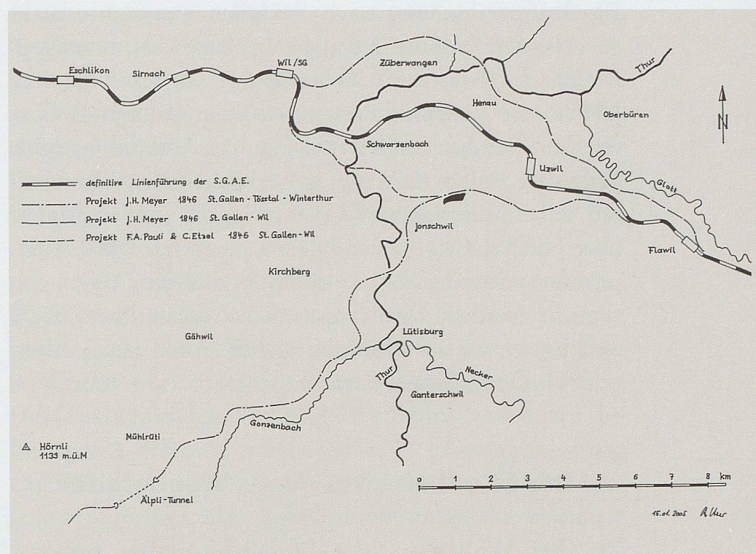 Eschlikon
Sirnach
Wil/SG
Züberwangen
Thur
Henau
Oberbüren
N
Schwarzenbach
Uzwil
Glatt
Flawil
definitive Linienführung der S.G.A.E.
Projekt J.H. Meyer 1846 St.Gallen-Tösstal-Winterthur
Projekt J.H. Meyer 1846 St.Gallen-Wil
Projekt F.A. Pauli & C. Etzel 1846 St.Gallen-Wil
Jonschwil
Kirchberg
Gähwil
Lütisburg
Thur
Necker
Ganterschwil
Gonzenbach
Mühlrüti
Hörnli
1133 m.ü.M
Älpli-Tunnel
0 1 2 3 4 5 6 7 8 km
15.01.2005